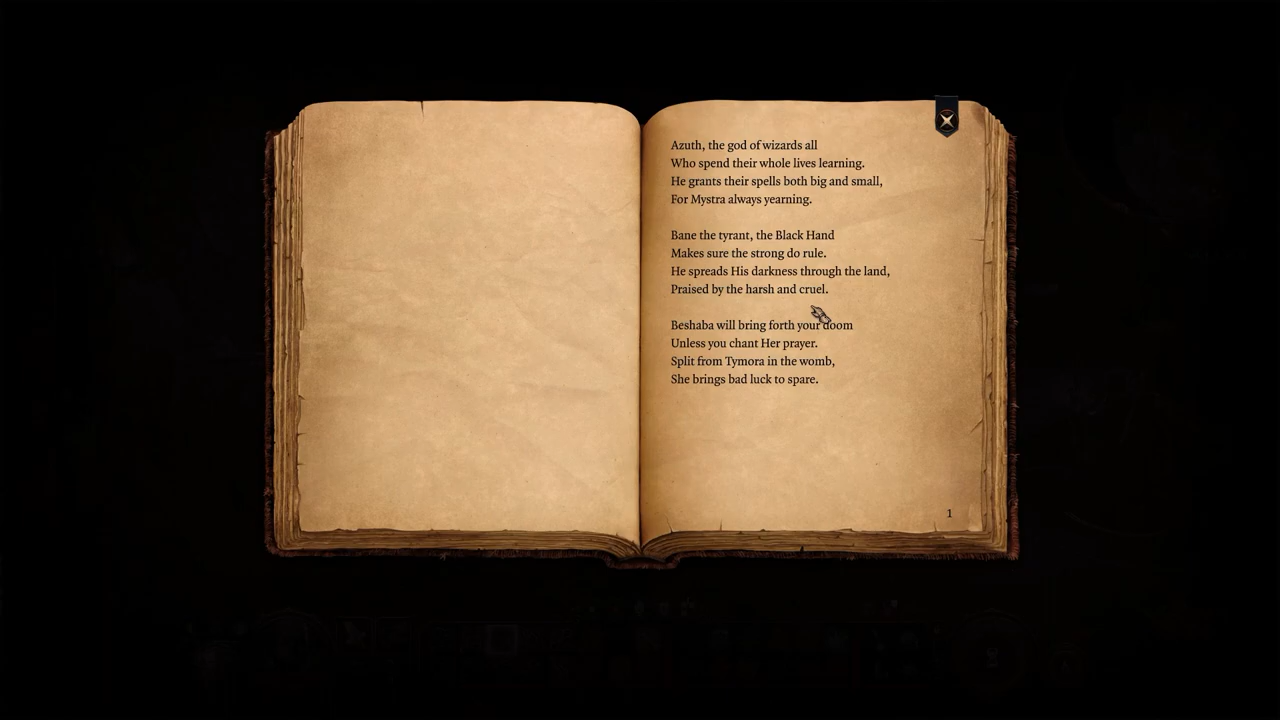 Azuth, the god of wizards all
Who spend their whole lives learning.
He grants their spells both big and small,
For Mystra always yearning.
Bane the tyrant, the Black Hand
Makes sure the strong do rule.
He spreads His darkness through the land,
Praised by the harsh and cruel.
Beshaba will bring forth your doom
Unless you chant Her prayer.
Split from Tymora in the womb,
She brings bad luck to spare.
1